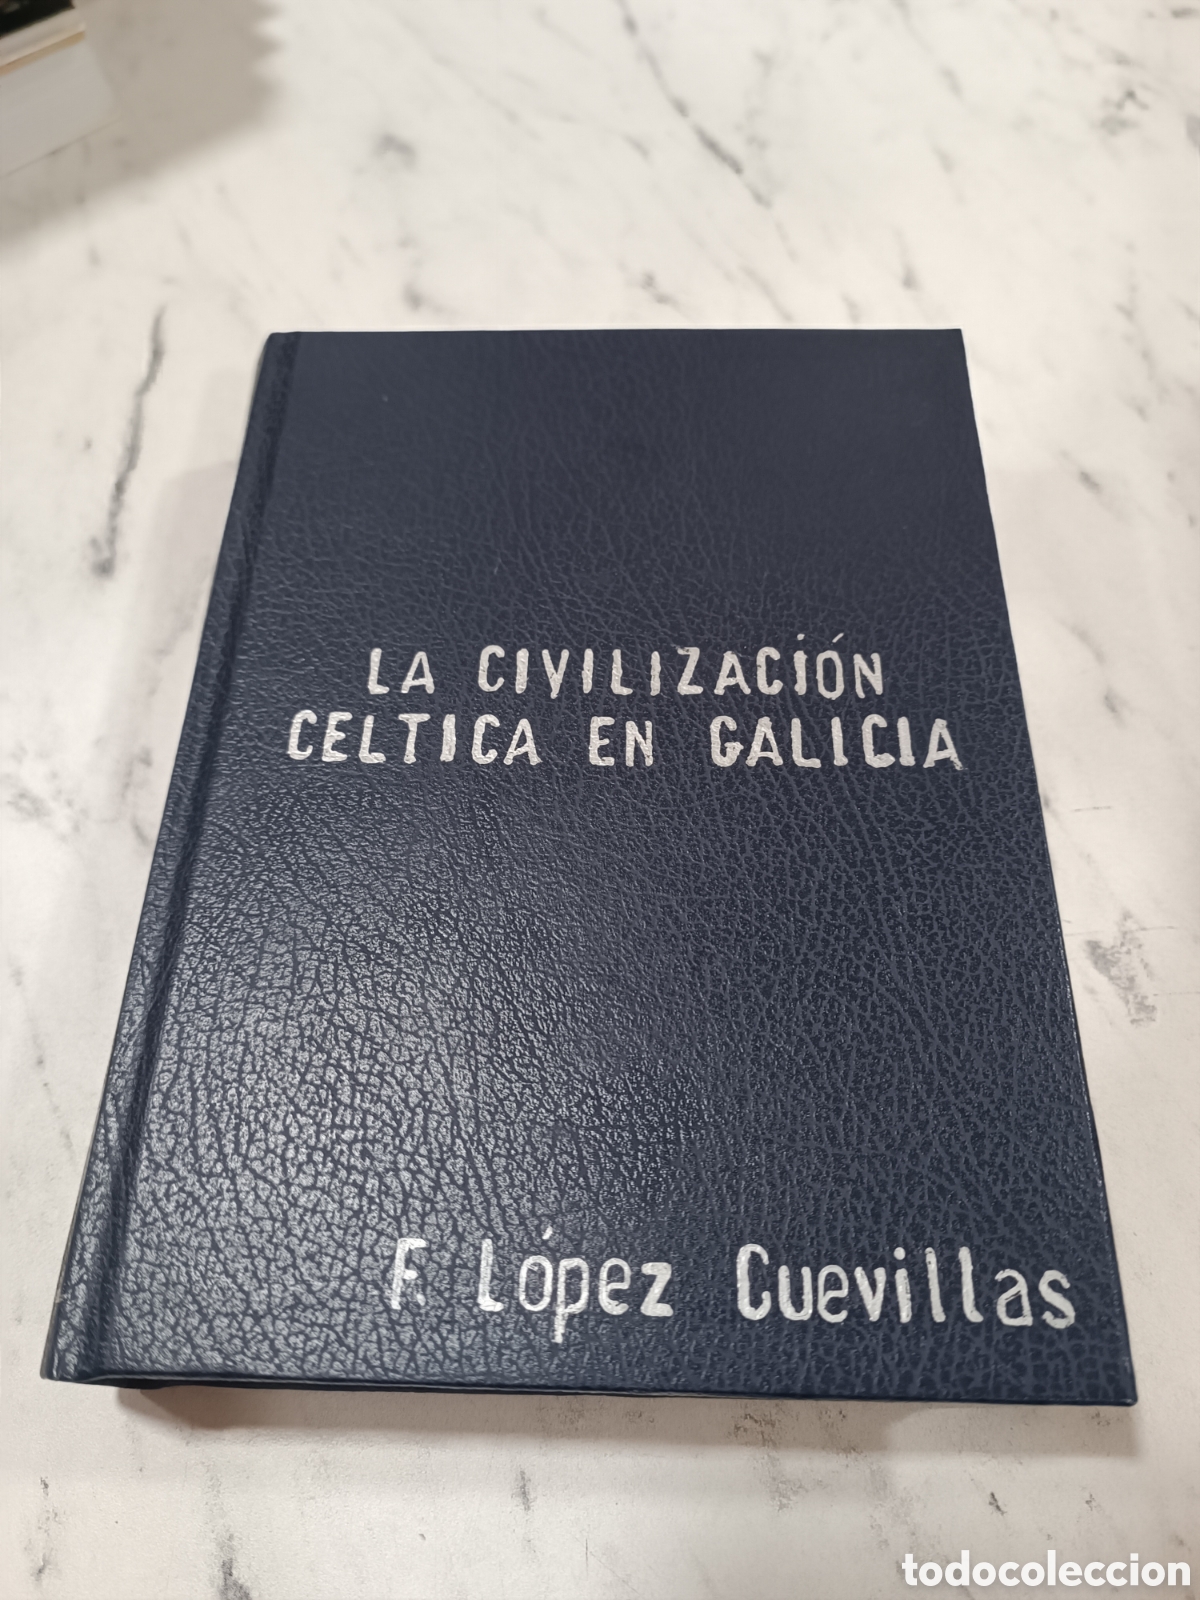 LA CIVILIZACIÓN
CELTICA EN GALICIA
F. López Cuevillas
todocoleccion